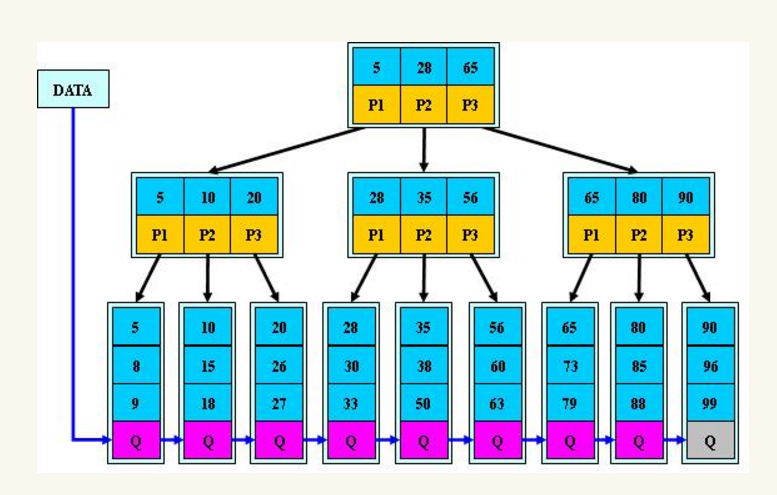 5 28 65
DATA
P1 P2 P3
5 10 20
28 35 56
65 80 90
P1 P2 P3
P1 P2 P3
P1 P2 P3
5 10 20 28 35 56 65 80 90
8 15 26 30 38 60 73 85 96
9 18 27 33 50 63 79 88 99
Q Q Q Q Q Q Q Q Q